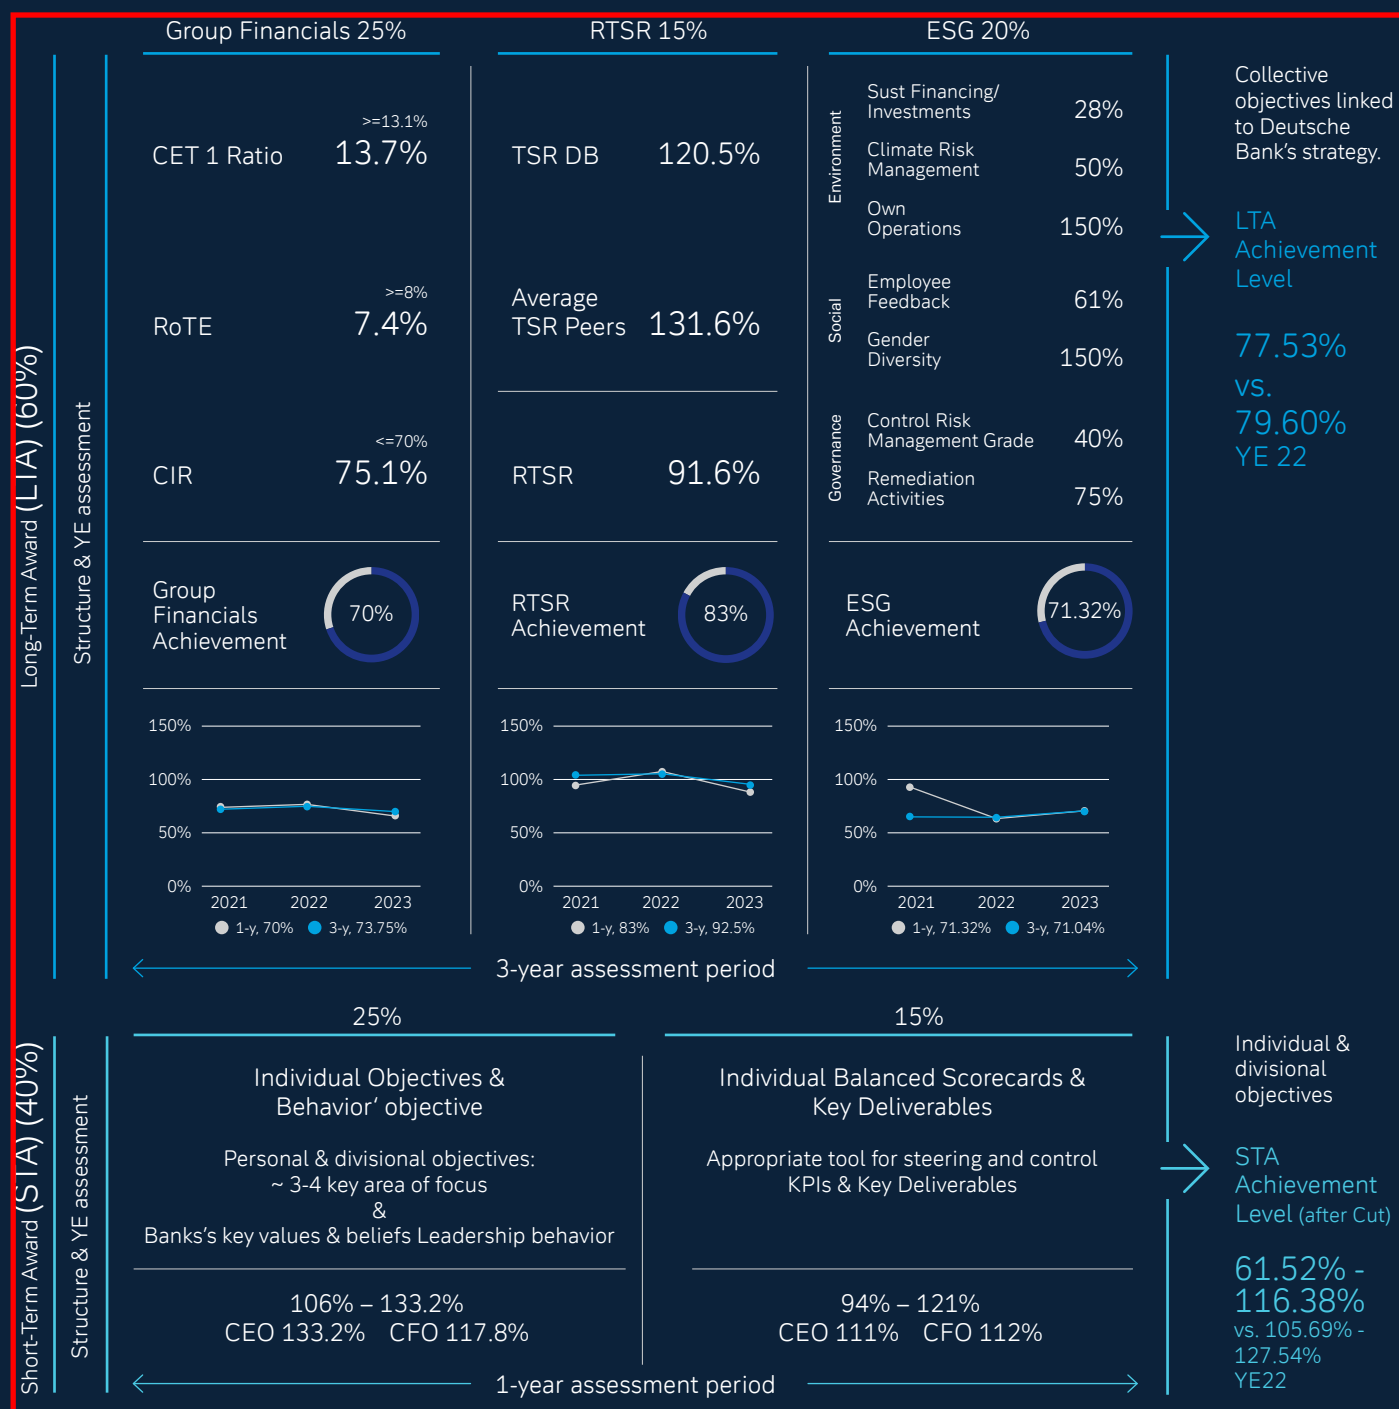 Group Financials 25%
RTSR 15%
ESG 20%
Long-Term Award (LTA) (60%)
Structure & YE assessment
>=13.1%
CET 1 Ratio 13.7%
>=8%
RoTE 7.4%
<=70%
CIR 75.1%
Group
Financials
Achievement
70%
TSR DB 120.5%
Average
TSR Peers 131.6%
RTSR 91.6%
RTSR
Achievement
83%
Environment
Sust Financing/
Investments 28%
Climate Risk
Management 50%
Own
Operations 150%
Social
Employee
Feedback 61%
Gender
Diversity 150%
Governance
Control Risk
Management Grade 40%
Remediation
Activities 75%
ESG
Achievement
71.32%
150%
100%
50%
0%
2021 2022 2023
1-y, 70% 3-y, 73.75%
150%
100%
50%
0%
2021 2022 2023
1-y, 83% 3-y, 92.5%
150%
100%
50%
0%
2021 2022 2023
1-y, 71.32% 3-y, 71.04%
3-year assessment period
Collective
objectives linked
to Deutsche
Bank’s strategy.
LTA
Achievement
Level
77.53%
vs.
79.60%
YE 22
Short-Term Award (STA) (40%)
Structure & YE assessment
25%
Individual Objectives &
Behavior‘ objective
Personal & divisional objectives:
~ 3-4 key area of focus
&
Banks’s key values & beliefs Leadership behavior
106% – 133.2%
CEO 133.2% CFO 117.8%
15%
Individual Balanced Scorecards &
Key Deliverables
Appropriate tool for steering and control
KPIs & Key Deliverables
94% – 121%
CEO 111% CFO 112%
1-year assessment period
Individual &
divisional
objectives
STA
Achievement
Level (after Cut)
61.52% -
116.38%
vs. 105.69% -
127.54%
YE22